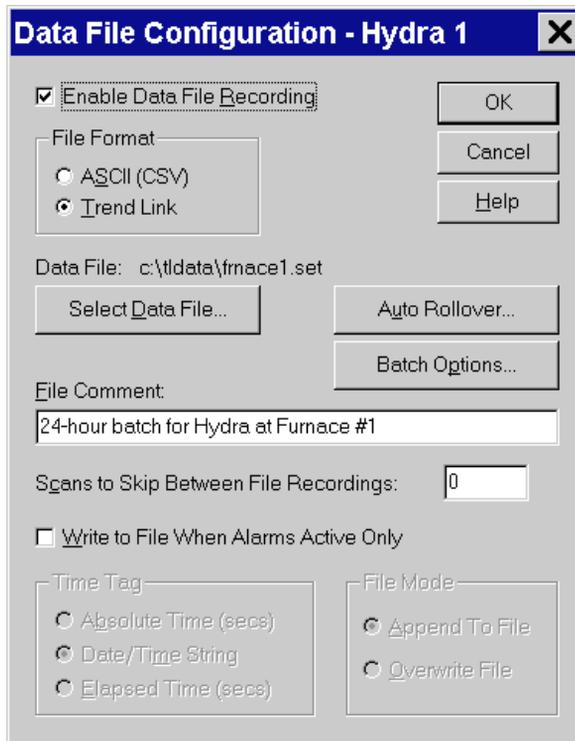 Data File Configuration - Hydra 1
Enable Data File Recording
OK
File Format
Cancel
ASCII (CSV)
Trend Link
Help
Data File: c:\tldata\frnace1.set
Select Data File...
Auto Rollover...
Batch Options...
File Comment:
24-hour batch for Hydra at Furnace #1
Scans to Skip Between File Recordings:
0
Write to File When Alarms Active Only
Time Tag
Absolute Time (secs)
Date/Time String
Elapsed Time (secs)
File Mode
Append To File
Overwrite File